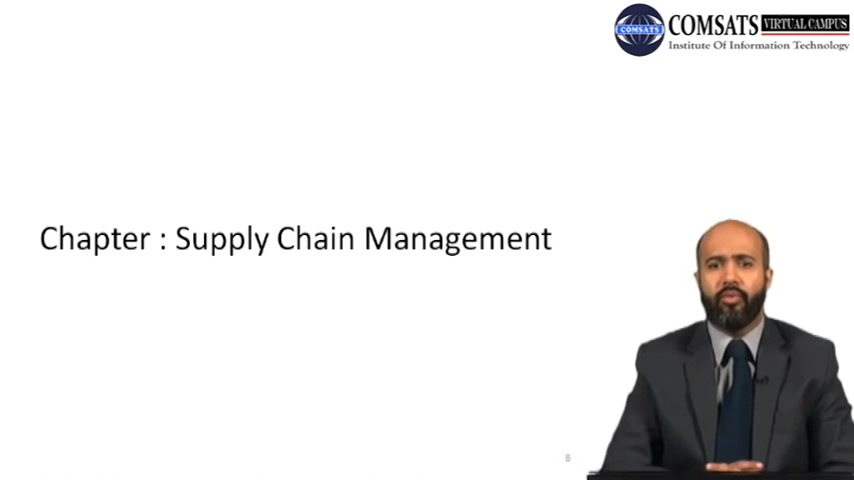 COMSATS VIRTUAL CAMPUS
COMSATS
Institute Of Information Technology
Chapter : Supply Chain Management
8